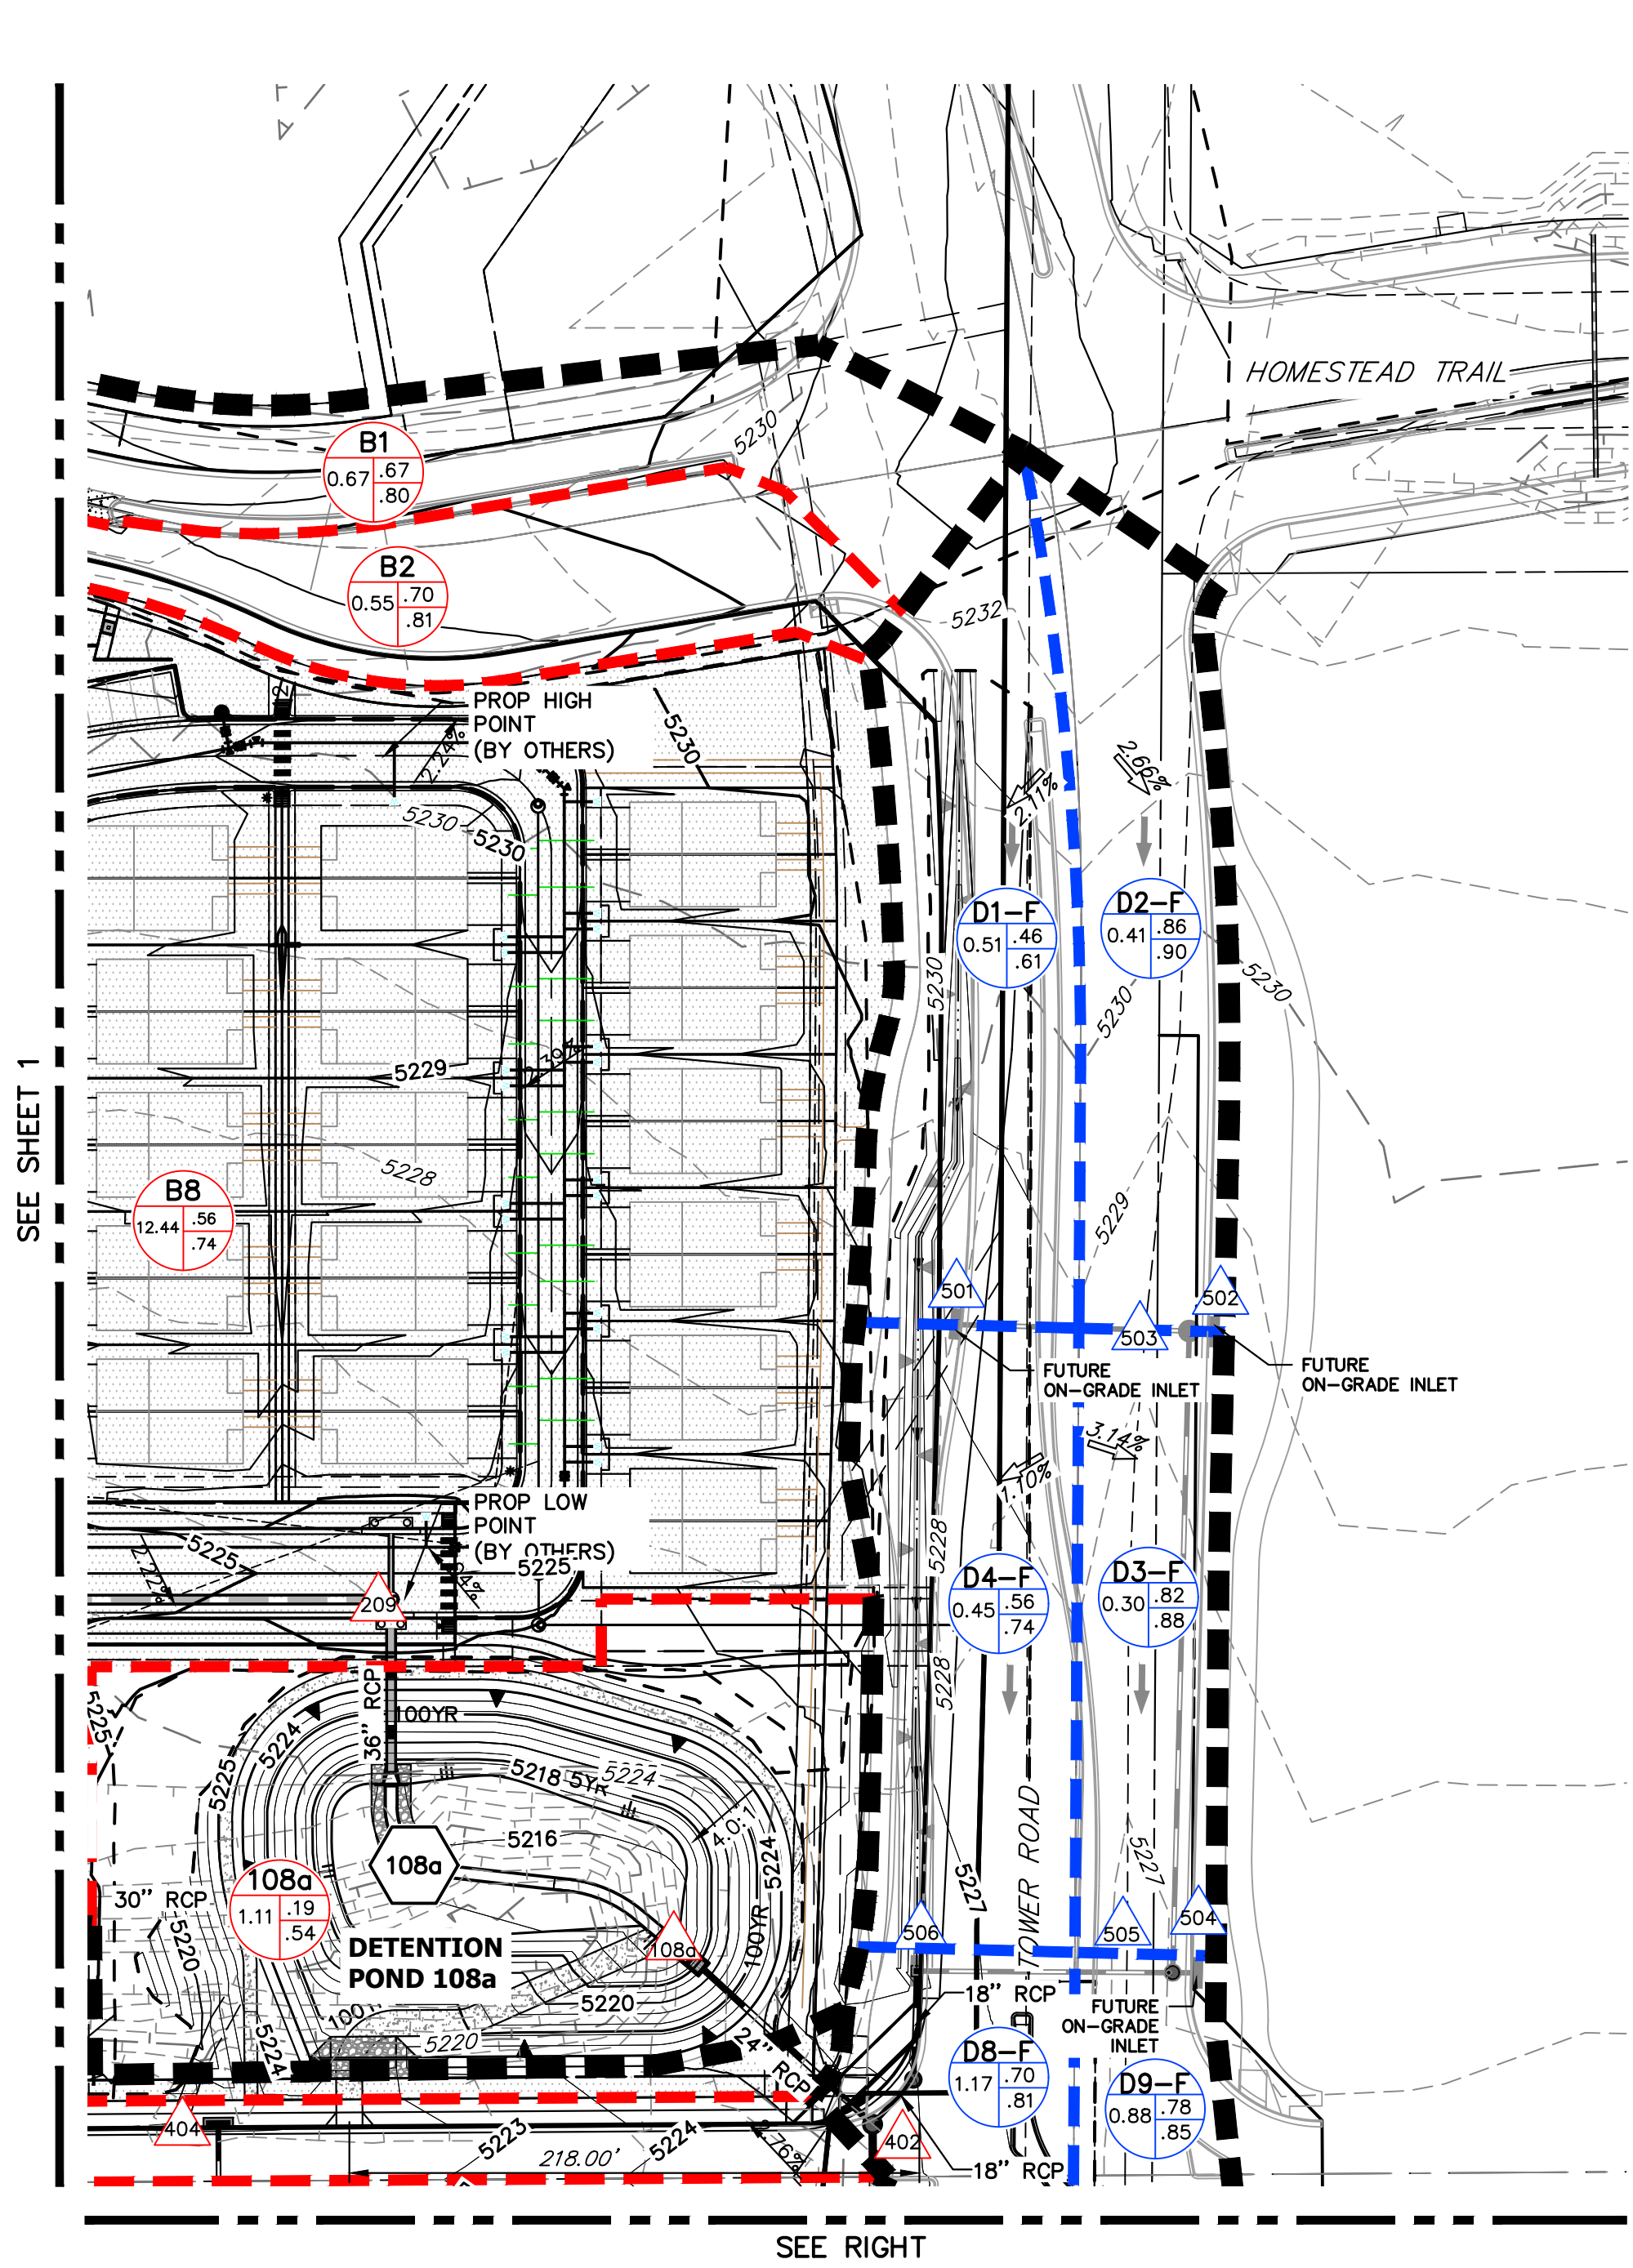 HOMESTEAD TRAIL
5230
B1
0.67 .67
.80
B2
0.55 .70
.81
5232
PROP HIGH
POINT
(BY OTHERS)
2.24%
5230
2.11%
2.66%
5230
5230
D1-F
0.51 .46
.61
D2-F
0.41 .86
.90
5230
5230
5230
5229
5228
5229
SEE SHEET 1
B8
12.44 .56
.74
501
502
503
FUTURE
ON-GRADE INLET
FUTURE
ON-GRADE INLET
3.14%
1.10%
PROP LOW
POINT
(BY OTHERS)
5225
5225
2.22%
209
5228
D4-F
0.45 .56
.74
D3-F
0.30 .82
.88
5228
36" RCP
100YR
5225
5224
5225
5218 5YR
5224
4.0:1
5216
108a
5224
TOWER ROAD
5227
5227
108a
1.11 .19
.54
30" RCP
5220
DETENTION
POND 108a
108a
100YR
506
505
504
5220
5220
5224
24" RCP
18" RCP
FUTURE
ON-GRADE
INLET
D8-F
1.17 .70
.81
D9-F
0.88 .78
.85
404
402
5223
218.00'
5224
2.76%
18" RCP
SEE RIGHT